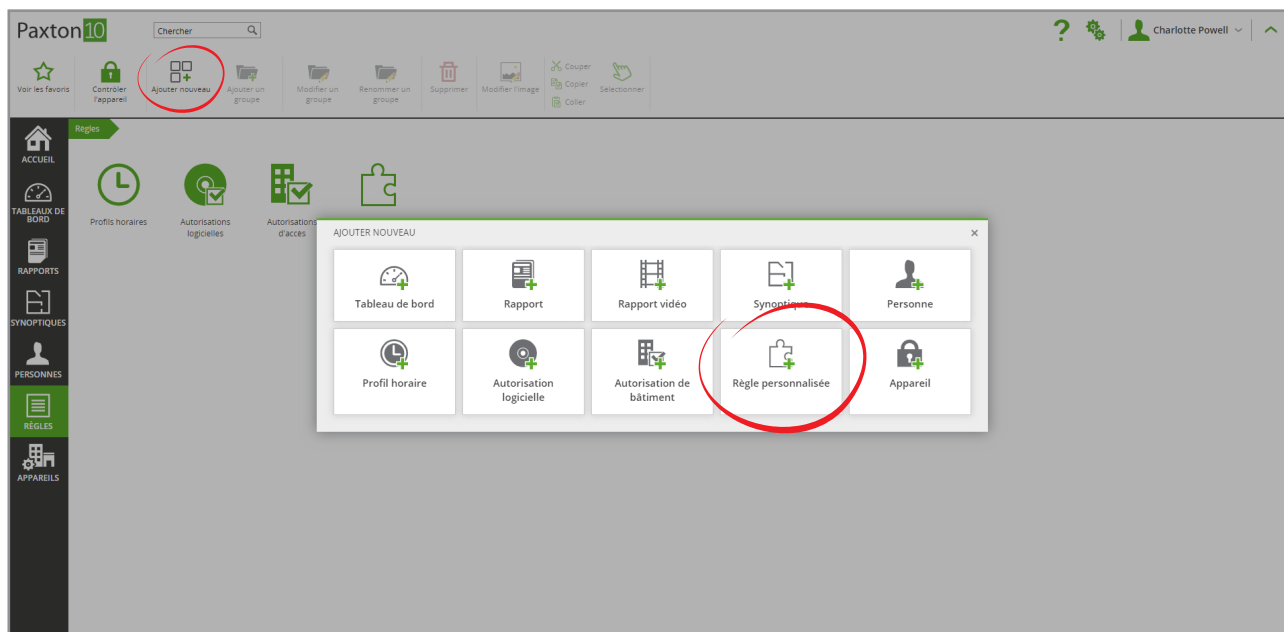 Paxton 10
Chercher
Charlotte Powell
Voir les favoris
Contrôler
l'appareil
Ajouter nouveau
Ajouter un
groupe
Modifier un
groupe
Renommer un
groupe
Supprimer
Modifier l'image
Couper
Copier
Coller
Sélectionner
Règles
ACCUEIL
TABLEAUX DE
BORD
RAPPORTS
SYNOPTIQUES
PERSONNES
RÈGLES
APPAREILS
Profils horaires
Autorisations
logicielles
Autorisations
d'acces
AJOUTER NOUVEAU
×
Tableau de bord
Rapport
Rapport vidéo
Synoptique
Personne
Profil horaire
Autorisation
logicielle
Autorisation de
bâtiment
Règle personnalisée
Appareil